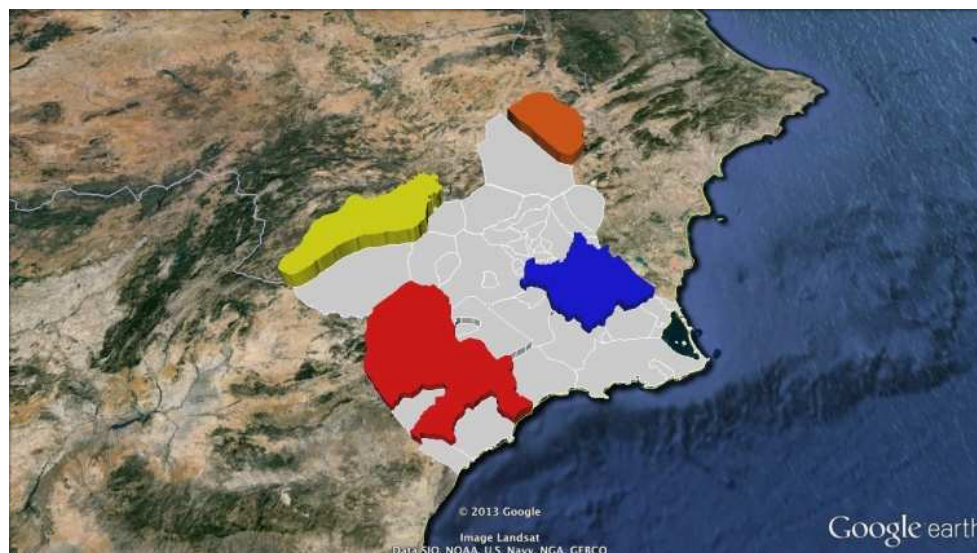 © 2013 Google
Image Landsat
Data SIO, NOAA, U.S. Navy, NGA, GEBCO
Google earth